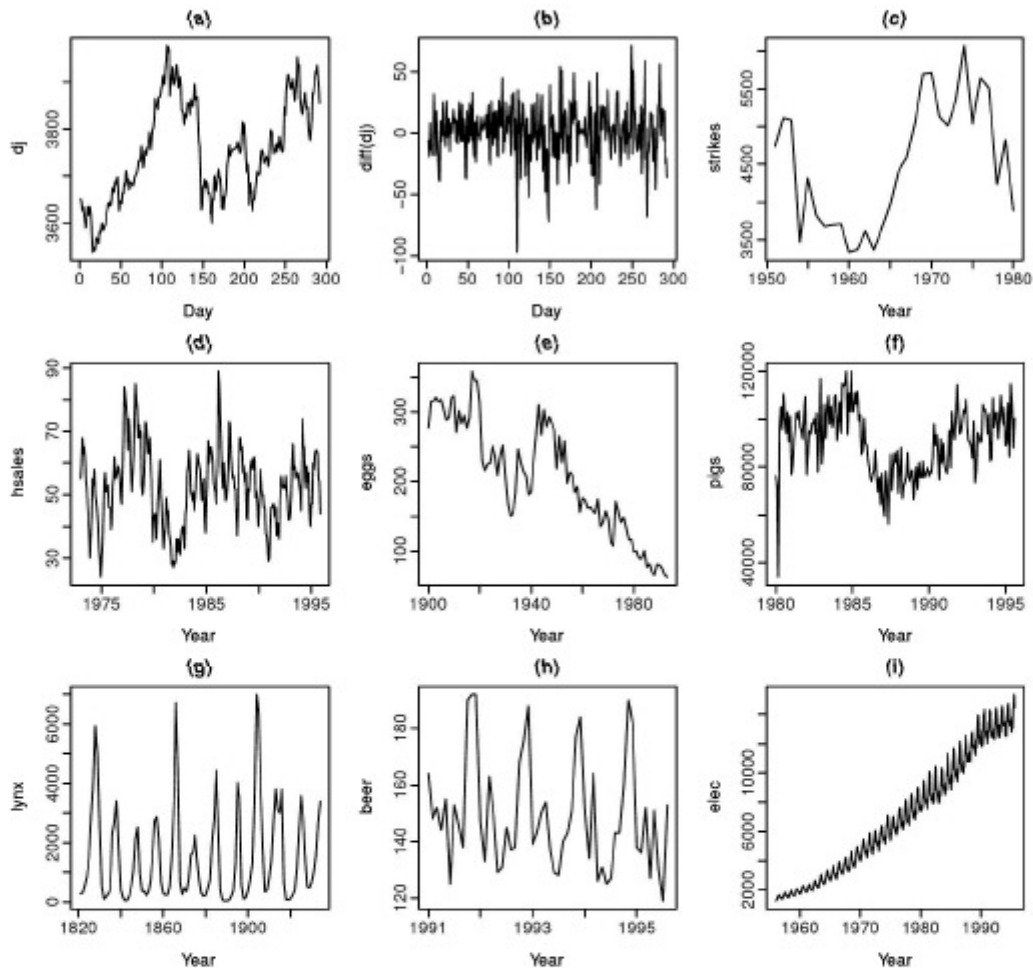 (a)
dj
3600
3800
0
50
100
150
200
250
300
Day
(b)
diff(dj)
−100
−50
0
50
0
50
100
150
200
250
300
Day
(c)
strikes
3500
4500
5500
1950
1960
1970
1980
Year
(d)
hsales
30
50
70
90
1975
1985
1995
Year
(e)
eggs
100
200
300
1900
1940
1980
Year
(f)
pigs
40000
80000
120000
1980
1985
1990
1995
Year
(g)
lynx
0
2000
4000
6000
1820
1860
1900
Year
(h)
beer
120
140
160
180
1991
1993
1995
Year
(i)
elec
2000
6000
10000
1960
1970
1980
1990
Year